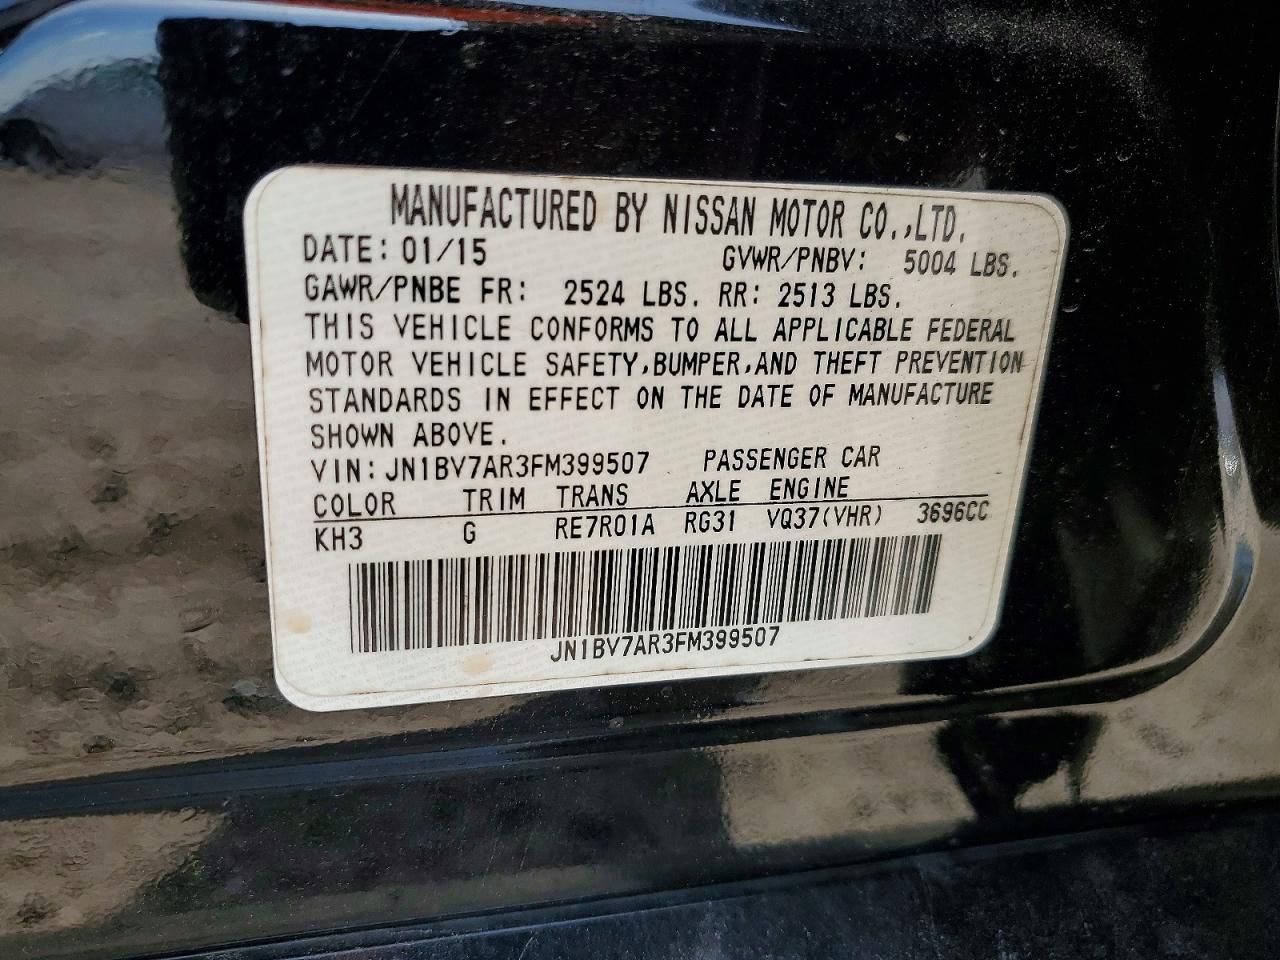 MANUFACTURED BY NISSAN MOTOR CO.,LTD.
DATE: 01/15 GVWR/PNBV: 5004 LBS.
GAWR/PNBE FR: 2524 LBS. RR: 2513 LBS.
THIS VEHICLE CONFORMS TO ALL APPLICABLE FEDERAL
MOTOR VEHICLE SAFETY,BUMPER,AND THEFT PREVENTION
STANDARDS IN EFFECT ON THE DATE OF MANUFACTURE
SHOWN ABOVE.
VIN:JN1BV7AR3FM399507 PASSENGER CAR
COLOR TRIM TRANS AXLE ENGINE
KH3 G RE7R01A RG31 VQ37(VHR) 3696CC
JN1BV7AR3FM399507